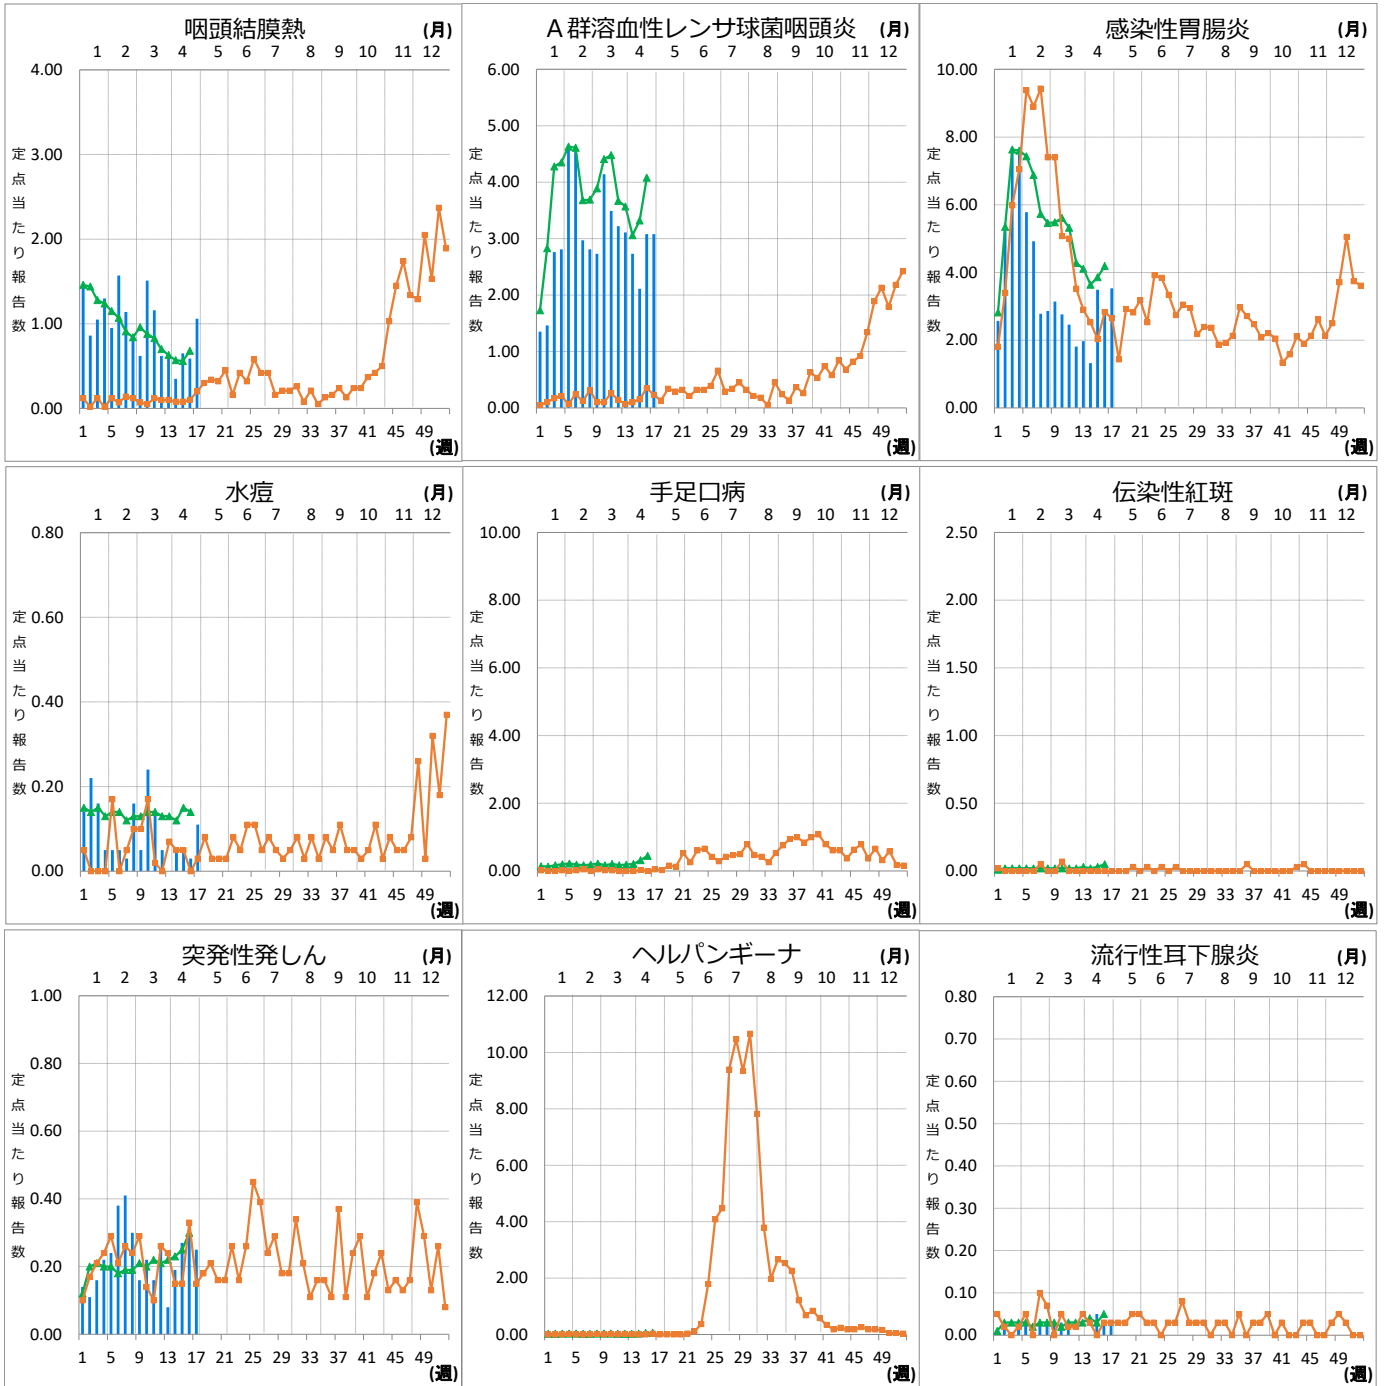 咽頭結膜熱
(月)
1 2 3 4 5 6 7 8 9 10 11 12
4.00
3.00
2.00
1.00
0.00
定点当たり報告数
1 5 9 13 17 21 25 29 33 37 41 45 49
(週)
A群溶血性レンサ球菌咽頭炎
(月)
1 2 3 4 5 6 7 8 9 10 11 12
6.00
5.00
4.00
3.00
2.00
1.00
0.00
定点当たり報告数
1 5 9 13 17 21 25 29 33 37 41 45 49
(週)
感染性胃腸炎
(月)
1 2 3 4 5 6 7 8 9 10 11 12
10.00
8.00
6.00
4.00
2.00
0.00
定点当たり報告数
1 5 9 13 17 21 25 29 33 37 41 45 49
(週)
水痘
(月)
1 2 3 4 5 6 7 8 9 10 11 12
0.80
0.60
0.40
0.20
0.00
定点当たり報告数
1 5 9 13 17 21 25 29 33 37 41 45 49
(週)
手足口病
(月)
1 2 3 4 5 6 7 8 9 10 11 12
10.00
8.00
6.00
4.00
2.00
0.00
定点当たり報告数
1 5 9 13 17 21 25 29 33 37 41 45 49
(週)
伝染性紅斑
(月)
1 2 3 4 5 6 7 8 9 10 11 12
2.50
2.00
1.50
1.00
0.50
0.00
定点当たり報告数
1 5 9 13 17 21 25 29 33 37 41 45 49
(週)
突発性発しん
(月)
1 2 3 4 5 6 7 8 9 10 11 12
1.00
0.80
0.60
0.40
0.20
0.00
定点当たり報告数
1 5 9 13 17 21 25 29 33 37 41 45 49
(週)
ヘルパンギーナ
(月)
1 2 3 4 5 6 7 8 9 10 11 12
12.00
10.00
8.00
6.00
4.00
2.00
0.00
定点当たり報告数
1 5 9 13 17 21 25 29 33 37 41 45 49
(週)
流行性耳下腺炎
(月)
1 2 3 4 5 6 7 8 9 10 11 12
0.80
0.70
0.60
0.50
0.40
0.30
0.20
0.10
0.00
定点当たり報告数
1 5 9 13 17 21 25 29 33 37 41 45 49
(週)